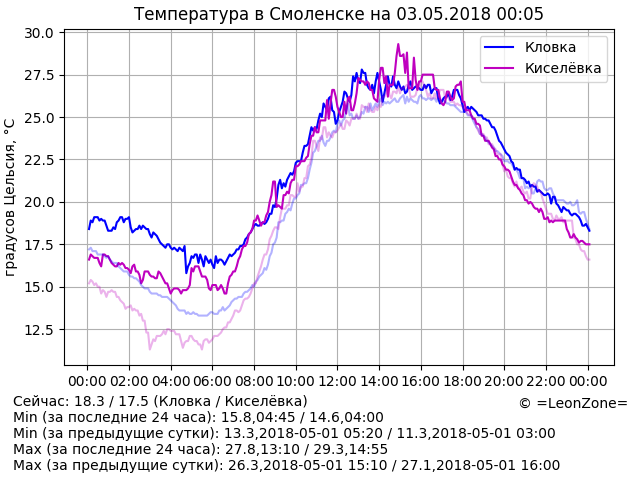 Температура в Смоленске на 03.05.2018 00:05
градусов Цельсия, °C
30.0
27.5
25.0
22.5
20.0
17.5
15.0
12.5
Кловка
Киселёвка
00:00 02:00 04:00 06:00 08:00 10:00 12:00 14:00 16:00 18:00 20:00 22:00 00:00
Сейчас: 18.3 / 17.5 (Кловка / Киселёвка)
© =LeonZone=
Min (за последние 24 часа): 15.8,04:45 / 14.6,04:00
Min (за предыдущие сутки): 13.3,2018-05-01 05:20 / 11.3,2018-05-01 03:00
Max (за последние 24 часа): 27.8,13:10 / 29.3,14:55
Max (за предыдущие сутки): 26.3,2018-05-01 15:10 / 27.1,2018-05-01 16:00